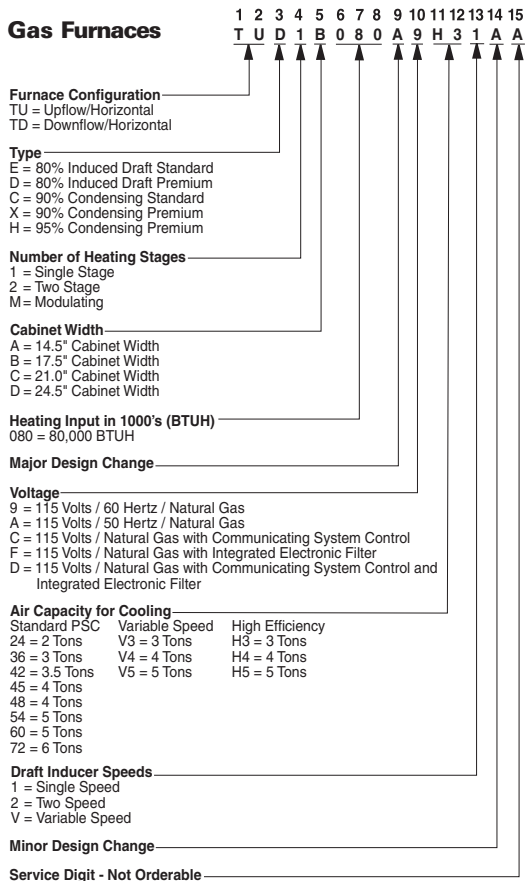 Gas Furnaces
1 2 3 4 5 6 7 8 9 10 11 12 13 14 15
T U D 1 B 0 8 0 A 9 H 3 1 A A
Furnace Configuration
TU = Upflow/Horizontal
TD = Downflow/Horizontal
Type
E = 80% Induced Draft Standard
D = 80% Induced Draft Premium
C = 90% Condensing Standard
X = 90% Condensing Premium
H = 95% Condensing Premium
Number of Heating Stages
1 = Single Stage
2 = Two Stage
M = Modulating
Cabinet Width
A = 14.5" Cabinet Width
B = 17.5" Cabinet Width
C = 21.0" Cabinet Width
D = 24.5" Cabinet Width
Heating Input in 1000's (BTUH)
080 = 80,000 BTUH
Major Design Change
Voltage
9 = 115 Volts / 60 Hertz / Natural Gas
A = 115 Volts / 50 Hertz / Natural Gas
C = 115 Volts / Natural Gas with Communicating System Control
F = 115 Volts / Natural Gas with Integrated Electronic Filter
D = 115 Volts / Natural Gas with Communicating System Control and
Integrated Electronic Filter
Air Capacity for Cooling
Standard PSC Variable Speed High Efficiency
24 = 2 Tons V3 = 3 Tons H3 = 3 Tons
36 = 3 Tons V4 = 4 Tons H4 = 4 Tons
42 = 3.5 Tons V5 = 5 Tons H5 = 5 Tons
45 = 4 Tons
48 = 4 Tons
54 = 5 Tons
60 = 5 Tons
72 = 6 Tons
Draft Inducer Speeds
1 = Single Speed
2 = Two Speed
V = Variable Speed
Minor Design Change
Service Digit - Not Orderable